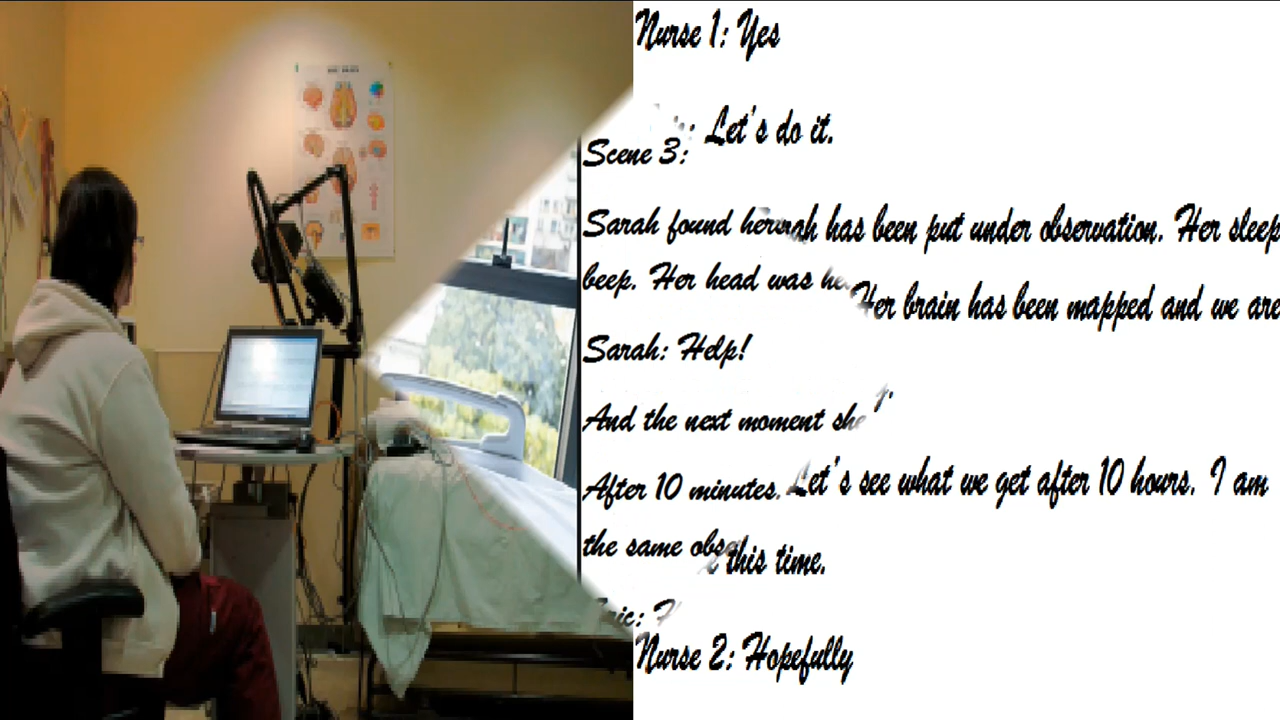 Nurse 1: Yes
Let's do it.
Scene 3:
Sarah found has been put under observation. Her sleep
beep. Her head was Her brain has been mapped and we are
Sarah: Help!
And the next moment she
After 10 minutes. Let's see what we get after 10 hours. I am
the same this time.
Nurse 2: Hopefully